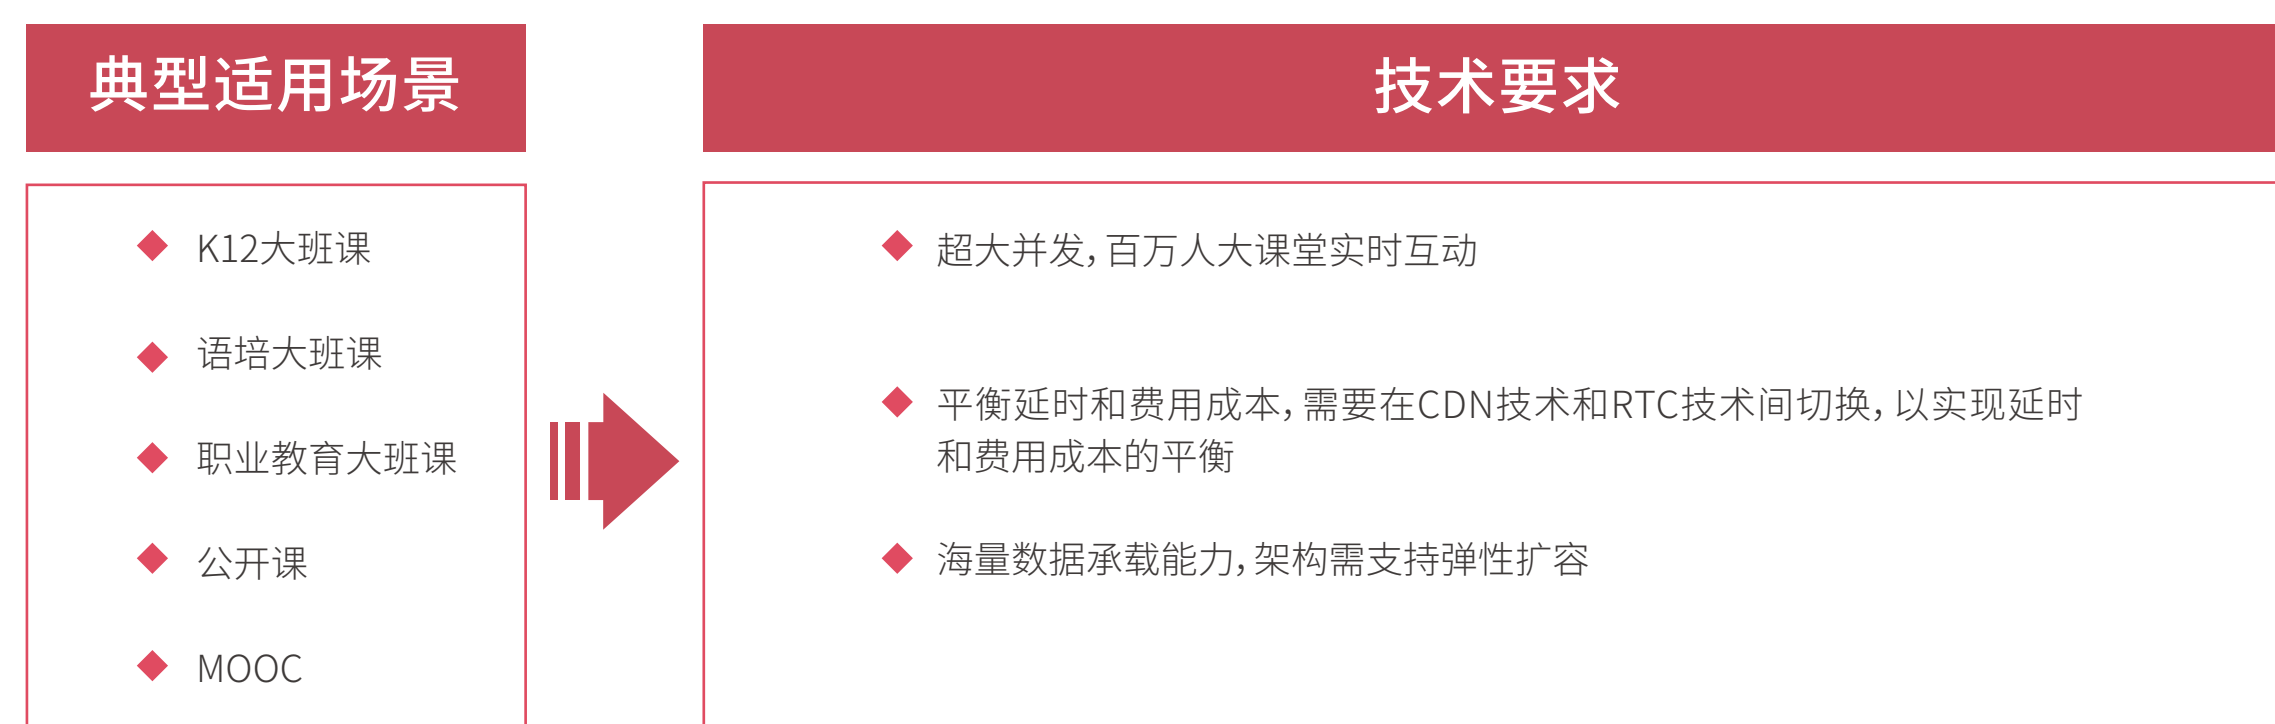 典型适用场景
K12大班课
语培大班课
职业教育大班课
公开课
MOOC
技术要求
超大并发，百万人大课堂实时互动
平衡延时和费用成本，需要在CDN技术和RTC技术间切换，以实现延时
和费用成本的平衡
海量数据承载能力，架构需支持弹性扩容